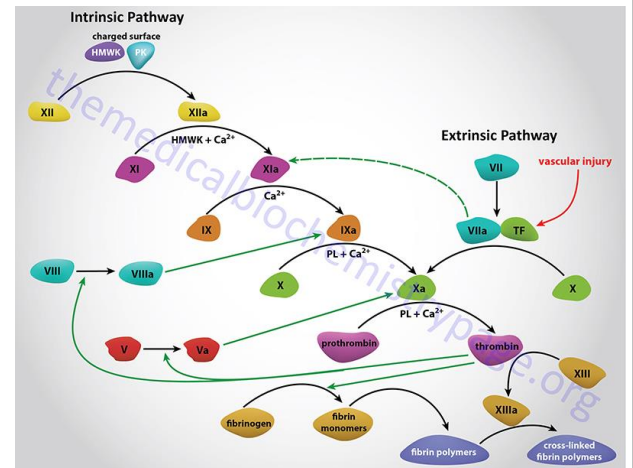 Intrinsic Pathway
charged surface
HMWK
PK
XII
XIIa
HMWK + Ca2+
XI
XIa
Ca2+
IX
IXa
PL + Ca2+
Extrinsic Pathway
vascular injury
VII
VIIa
TF
VIII
VIIIa
X
Xa
X
PL + Ca2+
V
Va
prothrombin
thrombin
XIII
XIIIa
fibrinogen
fibrin
monomers
fibrin polymers
cross-linked
fibrin polymers
themedicalbiochemistrypage.org